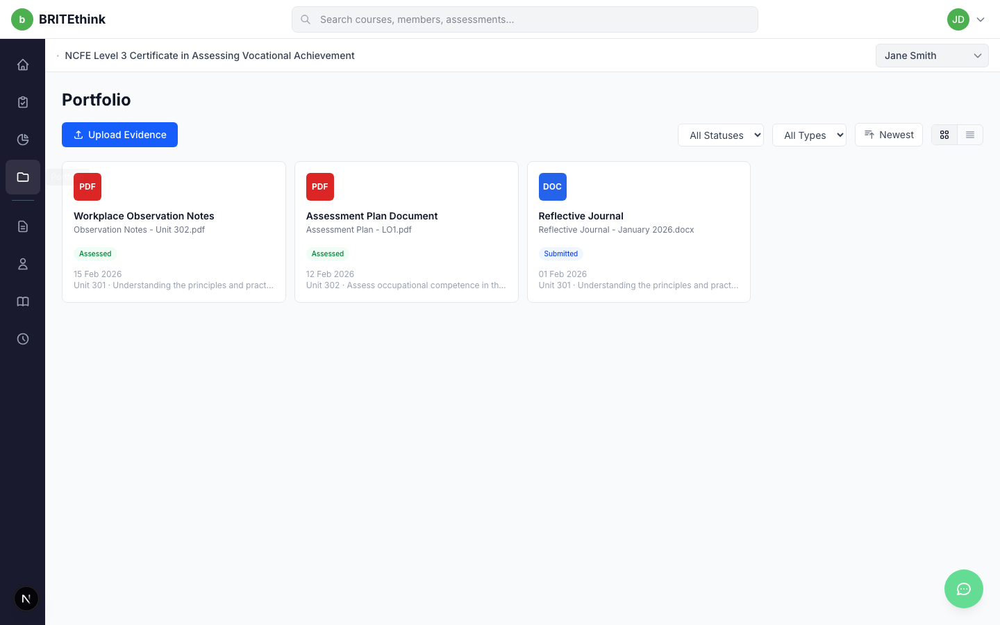 b BRITEthink
Search courses, members, assessments...
JD
· NCFE Level 3 Certificate in Assessing Vocational Achievement
Jane Smith
Portfolio
Upload Evidence
All Statuses
All Types
Newest
PDF
Workplace Observation Notes
Observation Notes - Unit 302.pdf
Assessed
15 Feb 2026
Unit 301 · Understanding the principles and pract...
PDF
Assessment Plan Document
Assessment Plan - LO1.pdf
Assessed
12 Feb 2026
Unit 302 · Assess occupational competence in th...
DOC
Reflective Journal
Reflective Journal - January 2026.docx
Submitted
01 Feb 2026
Unit 301 · Understanding the principles and pract...
N